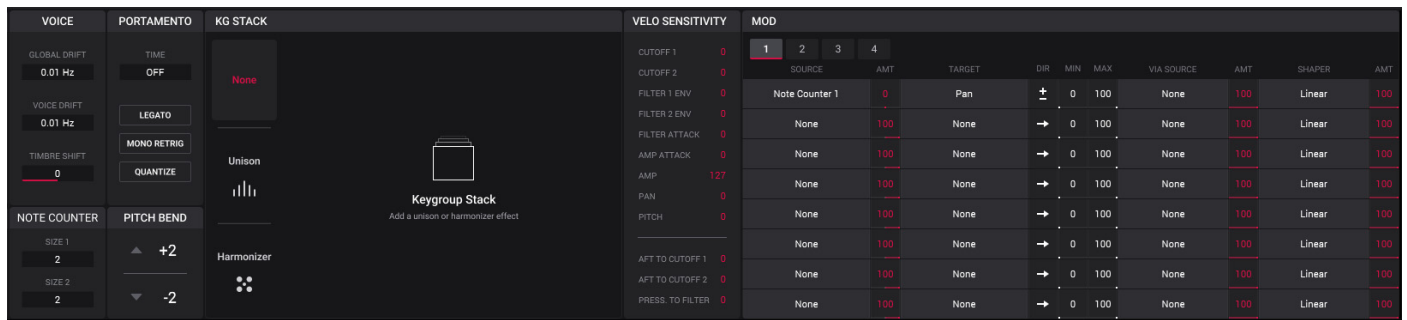 VOICE
GLOBAL DRIFT
0.01 Hz
VOICE DRIFT
0.01 Hz
TIMBRE SHIFT
0
NOTE COUNTER
SIZE 1
2
SIZE 2
2
PORTAMENTO
TIME
OFF
LEGATO
MONO RETRIG
QUANTIZE
PITCH BEND
+2
-2
KG STACK
None
Unison
Harmonizer
Keygroup Stack
Add a unison or harmonizer effect
VELO SENSITIVITY
CUTOFF 1 0
CUTOFF 2 0
FILTER 1 ENV 0
FILTER 2 ENV 0
FILTER ATTACK 0
AMP ATTACK 0
AMP 127
PAN 0
PITCH 0
AFT TO CUTOFF 1 0
AFT TO CUTOFF 2 0
PRESS. TO FILTER 0
MOD
1 2 3 4
SOURCE AMT TARGET DIR MIN MAX VIA SOURCE AMT SHAPER AMT
Note Counter 1 0 Pan ± 0 100 None 100 Linear 100
None 100 None → 0 100 None 100 Linear 100
None 100 None → 0 100 None 100 Linear 100
None 100 None → 0 100 None 100 Linear 100
None 100 None → 0 100 None 100 Linear 100
None 100 None → 0 100 None 100 Linear 100
None 100 None → 0 100 None 100 Linear 100
None 100 None → 0 100 None 100 Linear 100